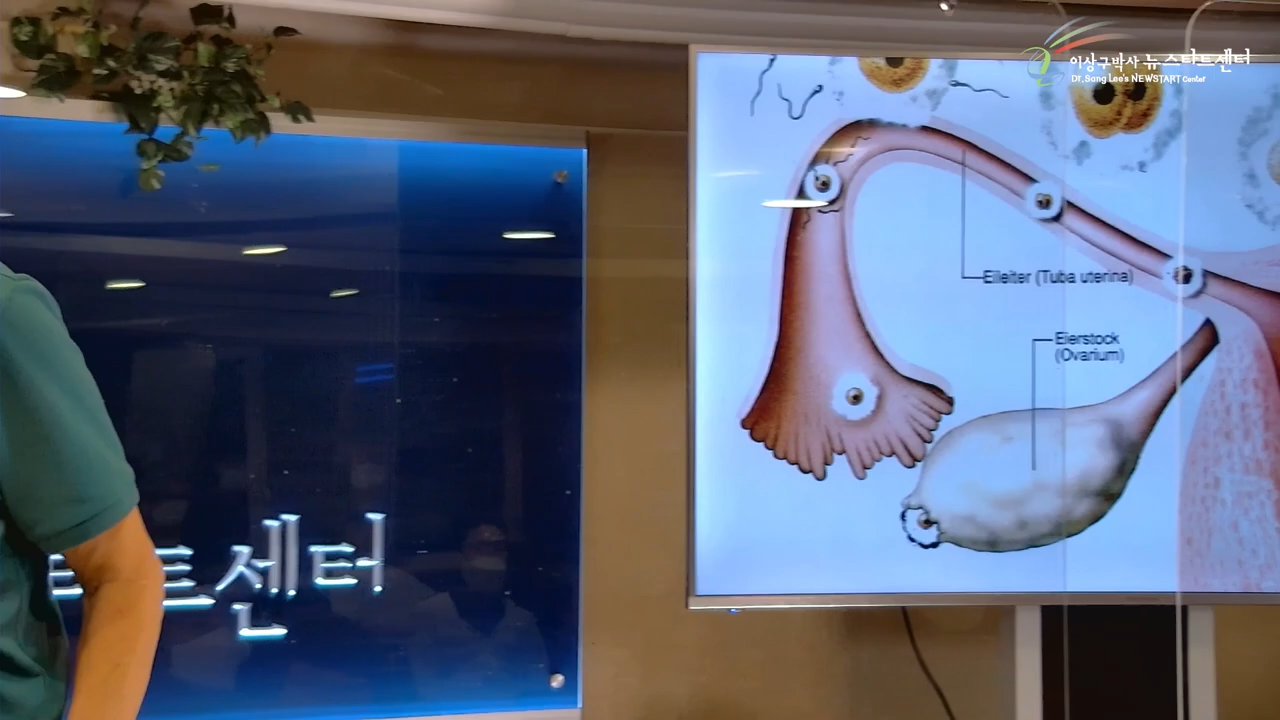 이상구박사 뉴스타트센터
Dr. Sang Lee's NEWSTART Center
Eileiter (Tuba uterina)
Eierstock
(Ovarium)
트센터